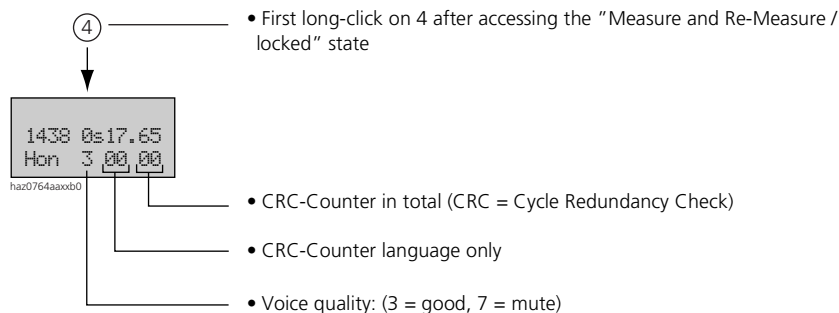 4
• First long-click on 4 after accessing the ”Measure and Re-Measure /
locked” state
1438 0s17.65
Hon 3 00 00
haz0764aaxxb0
• CRC-Counter in total (CRC = Cycle Redundancy Check)
• CRC-Counter language only
• Voice quality: (3 = good, 7 = mute)